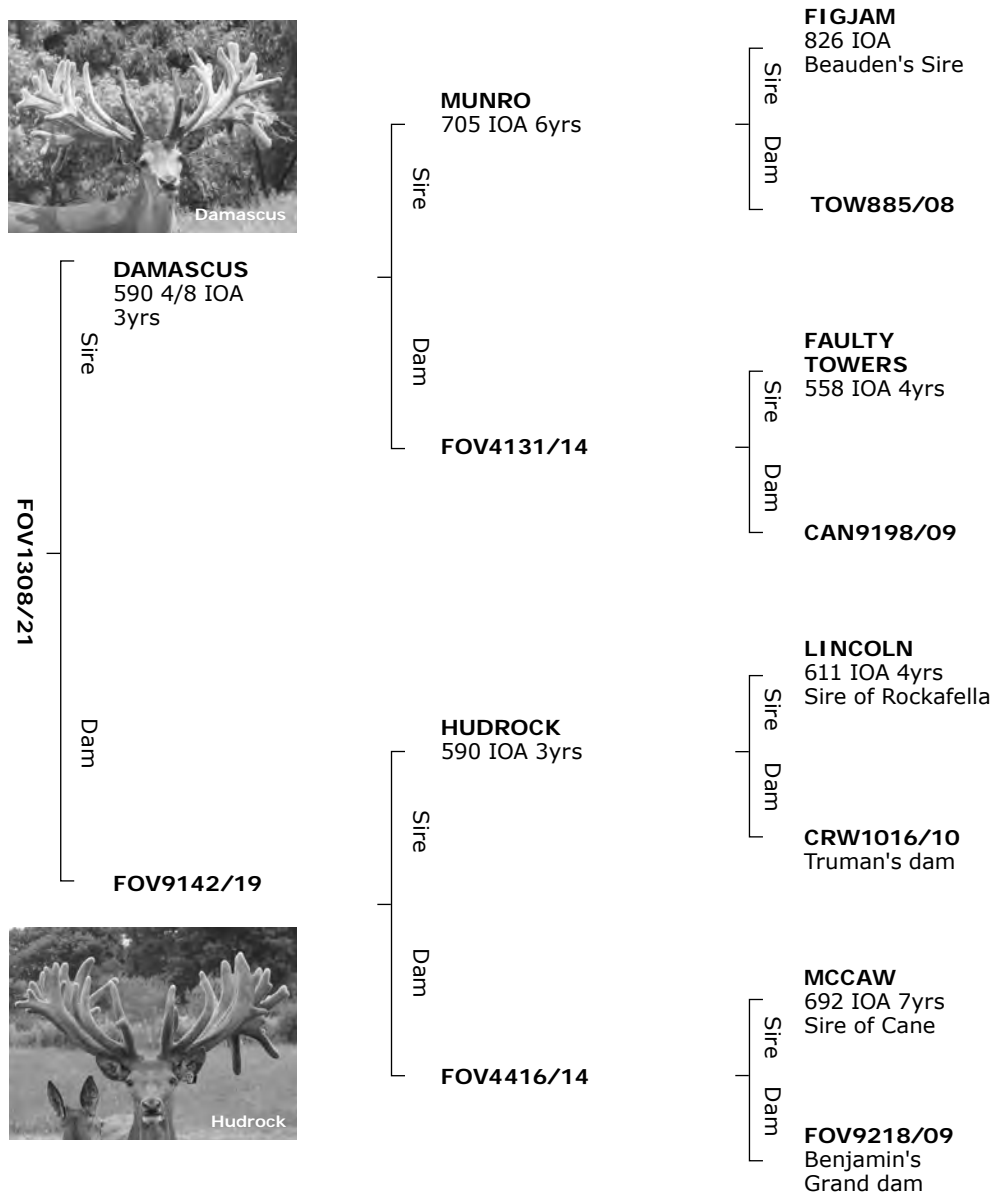 Damascus
FOV1308/21
Sire
Dam
DAMASCUS
590 4/8 IOA
3yrs
FOV9142/19
Hudrock
Sire
Dam
MUNRO
705 IOA 6yrs
FOV4131/14
Sire
Dam
HUDROCK
590 IOA 3yrs
FOV4416/14
Sire
Dam
FIGJAM
826 IOA
Beauden's Sire
TOW885/08
Sire
Dam
FAULTY
TOWERS
558 IOA 4yrs
CAN9198/09
Sire
Dam
LINCOLN
611 IOA 4yrs
Sire of Rockafella
CRW1016/10
Truman's dam
Sire
Dam
MCCAW
692 IOA 7yrs
Sire of Cane
FOV9218/09
Benjamin's
Grand dam